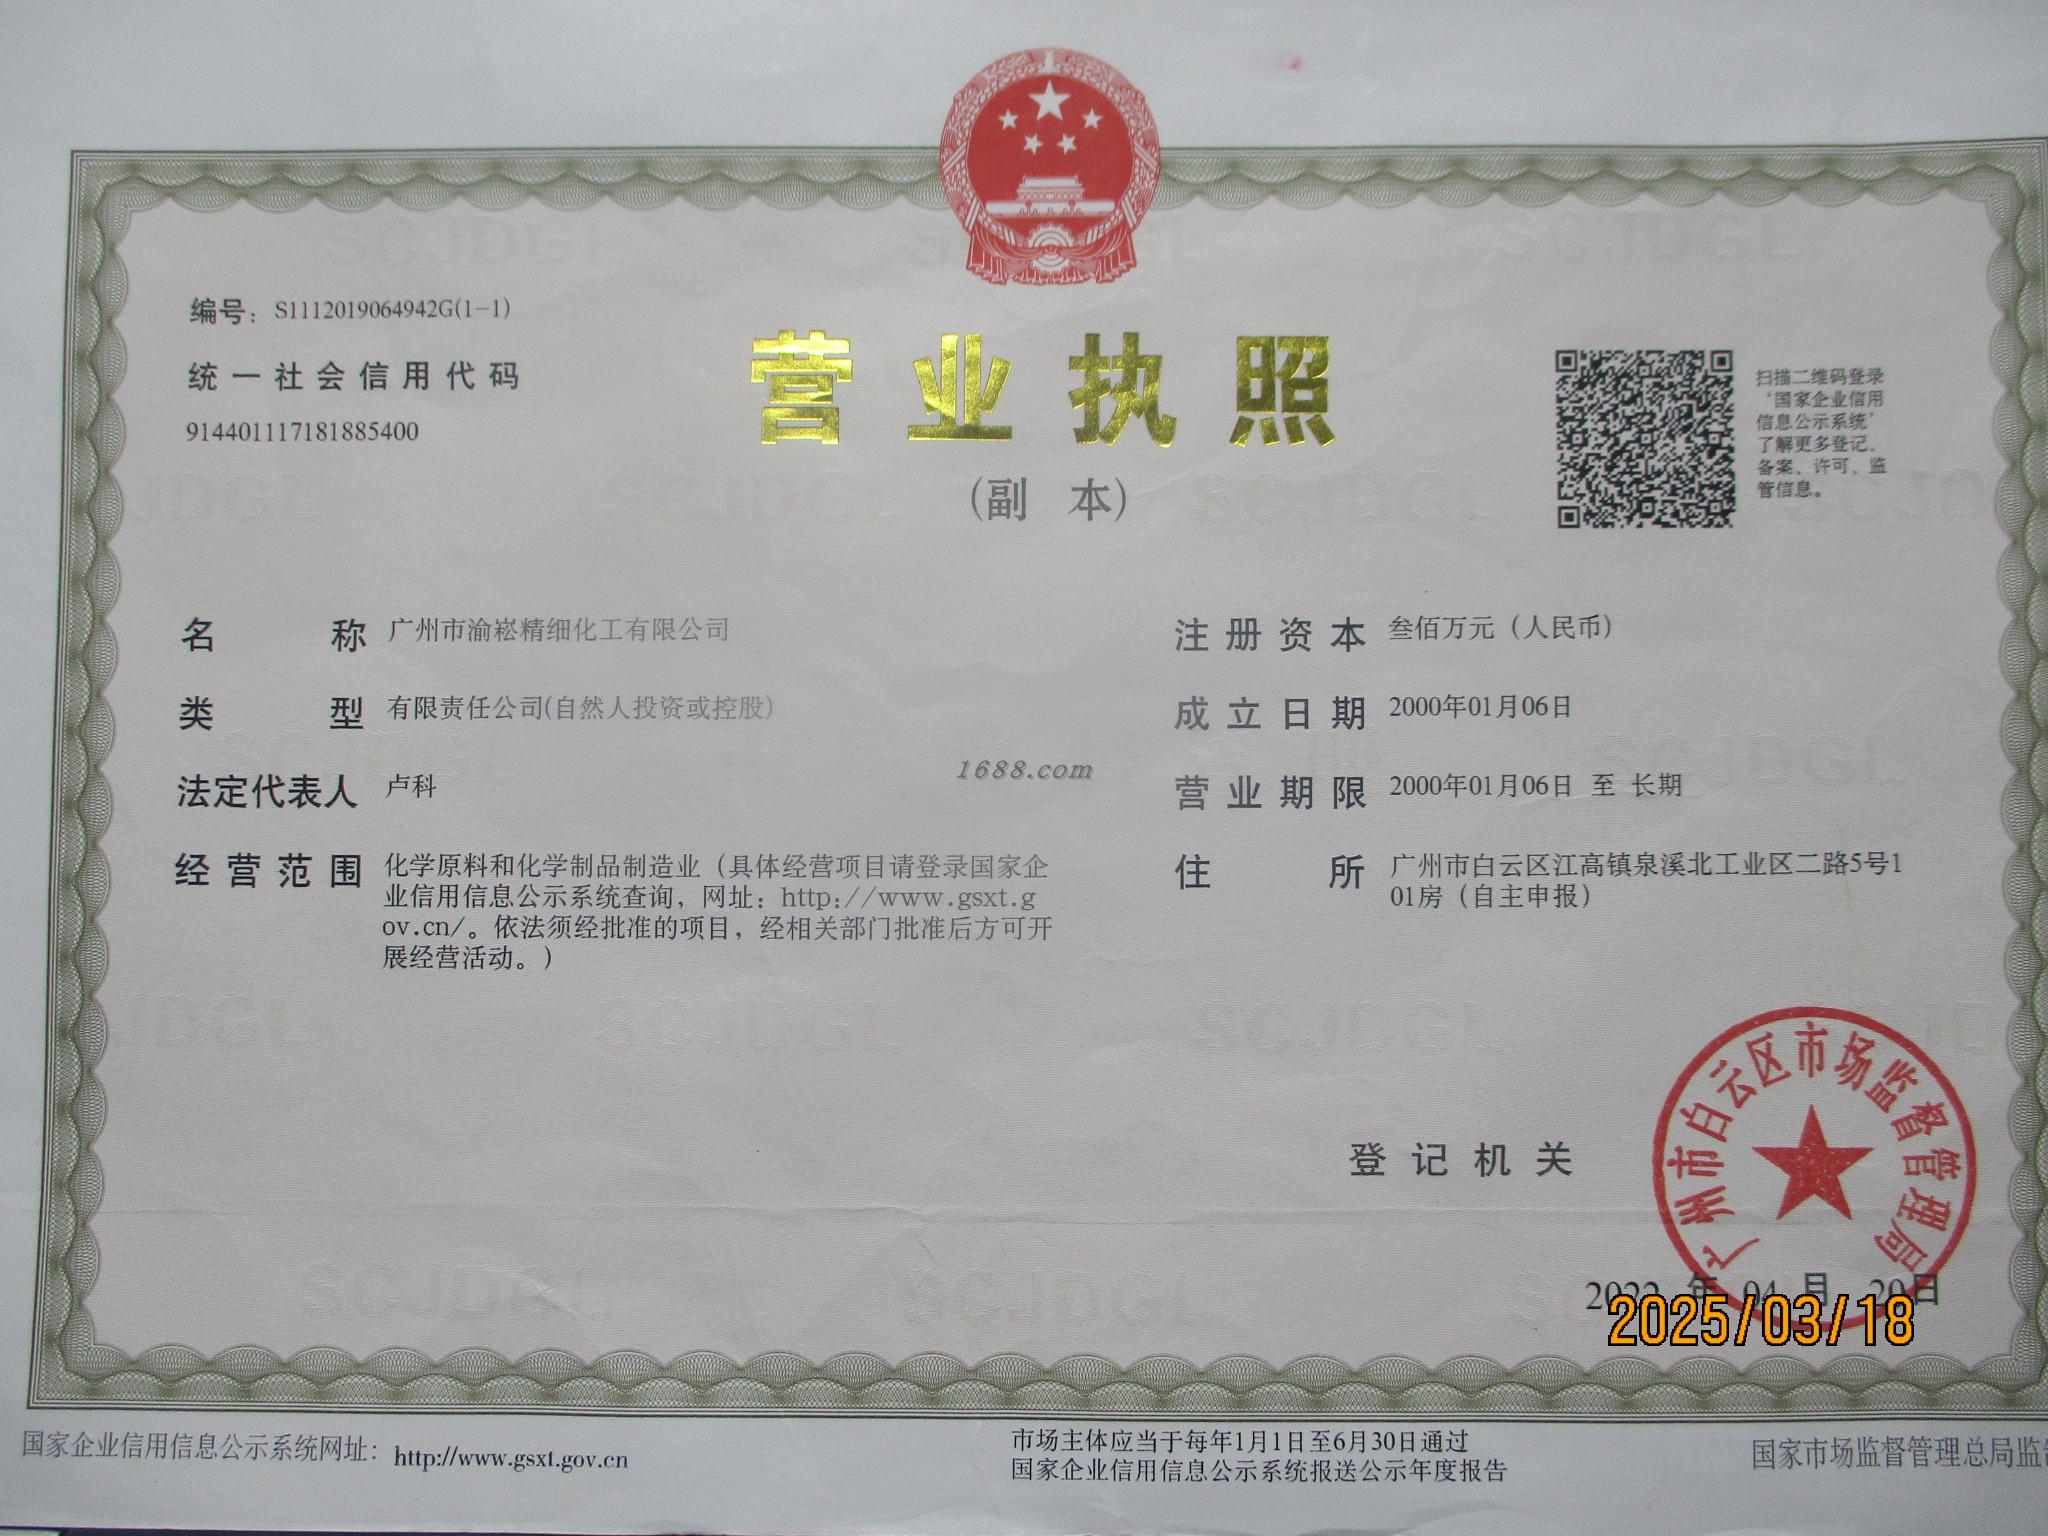 编号：S1112019064942G(1-1)
统一社会信用代码
914401117181885400
营业执照
(副 本)
扫描二维码登录
‘国家企业信用
信息公示系统’
了解更多登记、
备案、许可、监
管信息。
名 称 广州市渝崧精细化工有限公司
类 型 有限责任公司(自然人投资或控股)
法定代表人 卢科
经营范围 化学原料和化学制品制造业（具体经营项目请登录国家企
业信用信息公示系统查询，网址：http://www.gsxt.g
ov.cn/。依法须经批准的项目，经相关部门批准后方可开
展经营活动。）
注册资本 叁佰万元（人民币）
成立日期 2000年01月06日
营业期限 2000年01月06日 至 长期
住 所 广州市白云区江高镇泉溪北工业区二路5号1
01房（自主申报）
1688.com
登记机关
广州市白云区市场监督管理局
年 04 月 20日
2025/03/18
国家企业信用信息公示系统网址：http://www.gsxt.gov.cn
市场主体应当于每年1月1日至6月30日通过
国家企业信用信息公示系统报送公示年度报告
国家市场监督管理总局监
SCJDGL